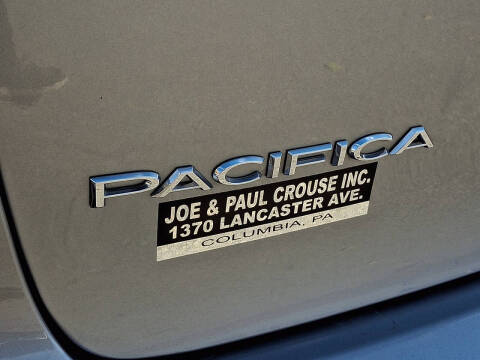 PACIFICA
JOE & PAUL CROUSE INC.
1370 LANCASTER AVE.
COLUMBIA, PA